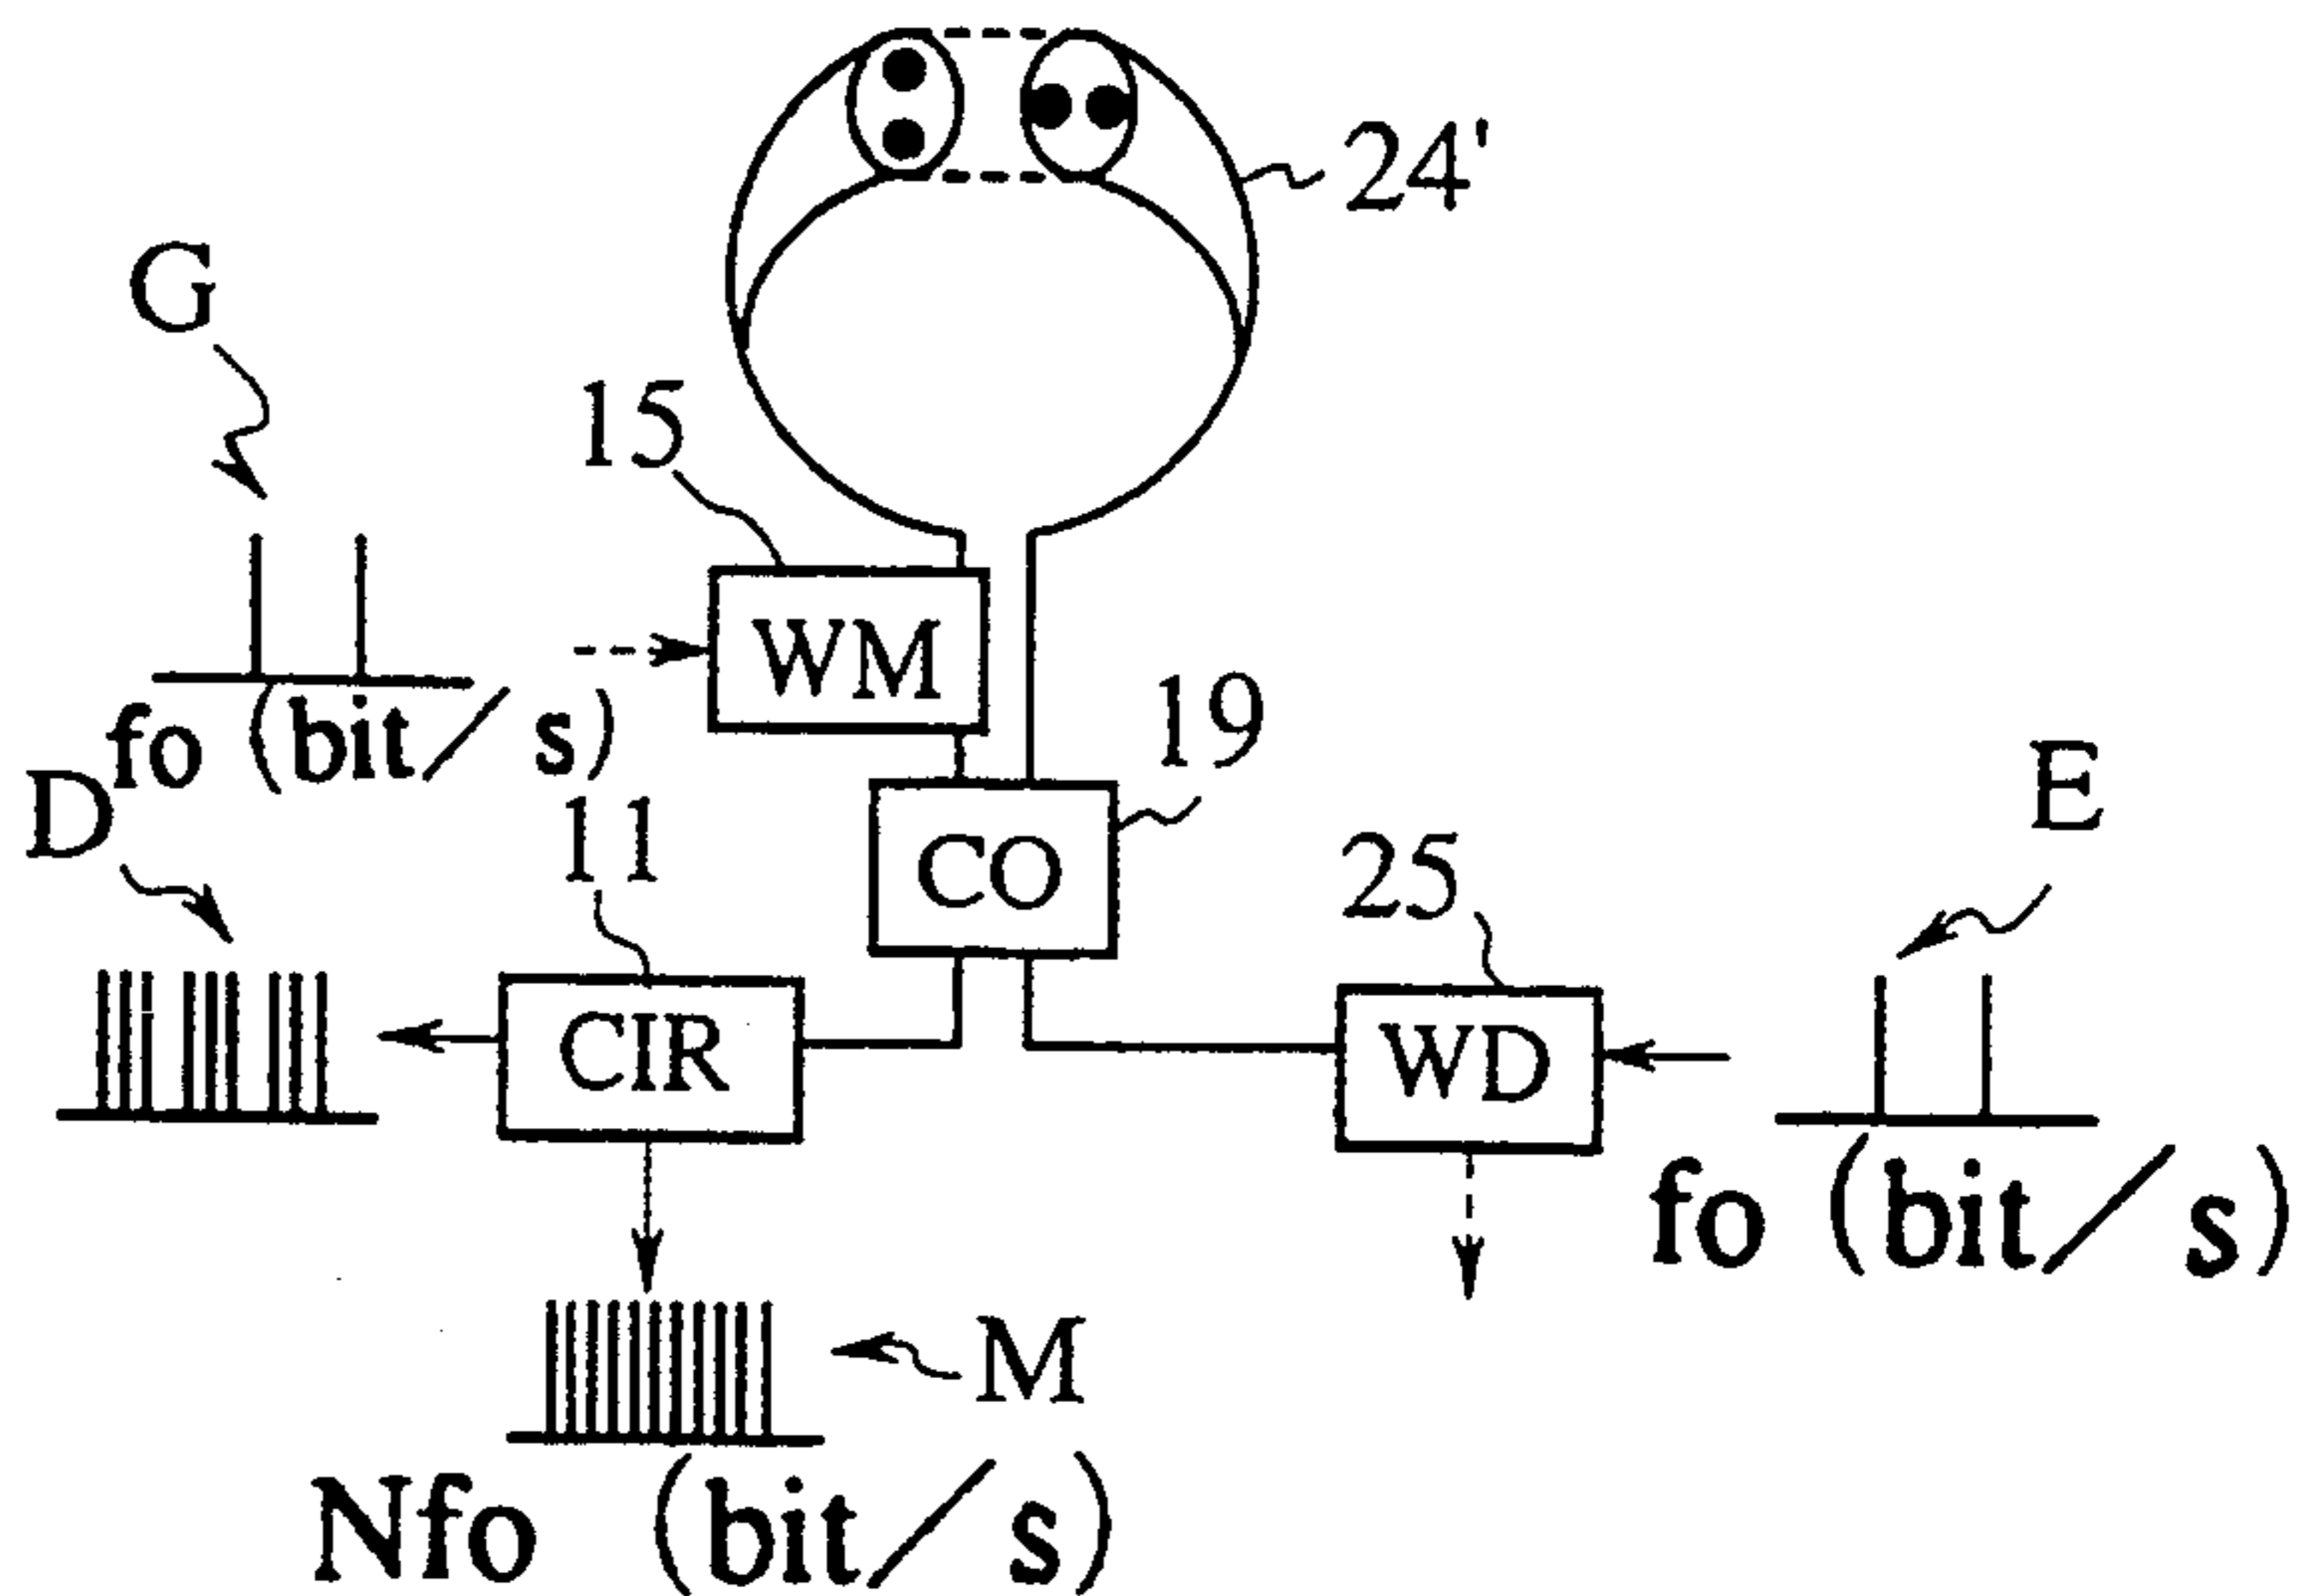 24'
G
15
WM
fo (bit/s)
19
D
11
CO
E
25
CIR
WD
fo (bit/s)
M
Nfo (bit/s)